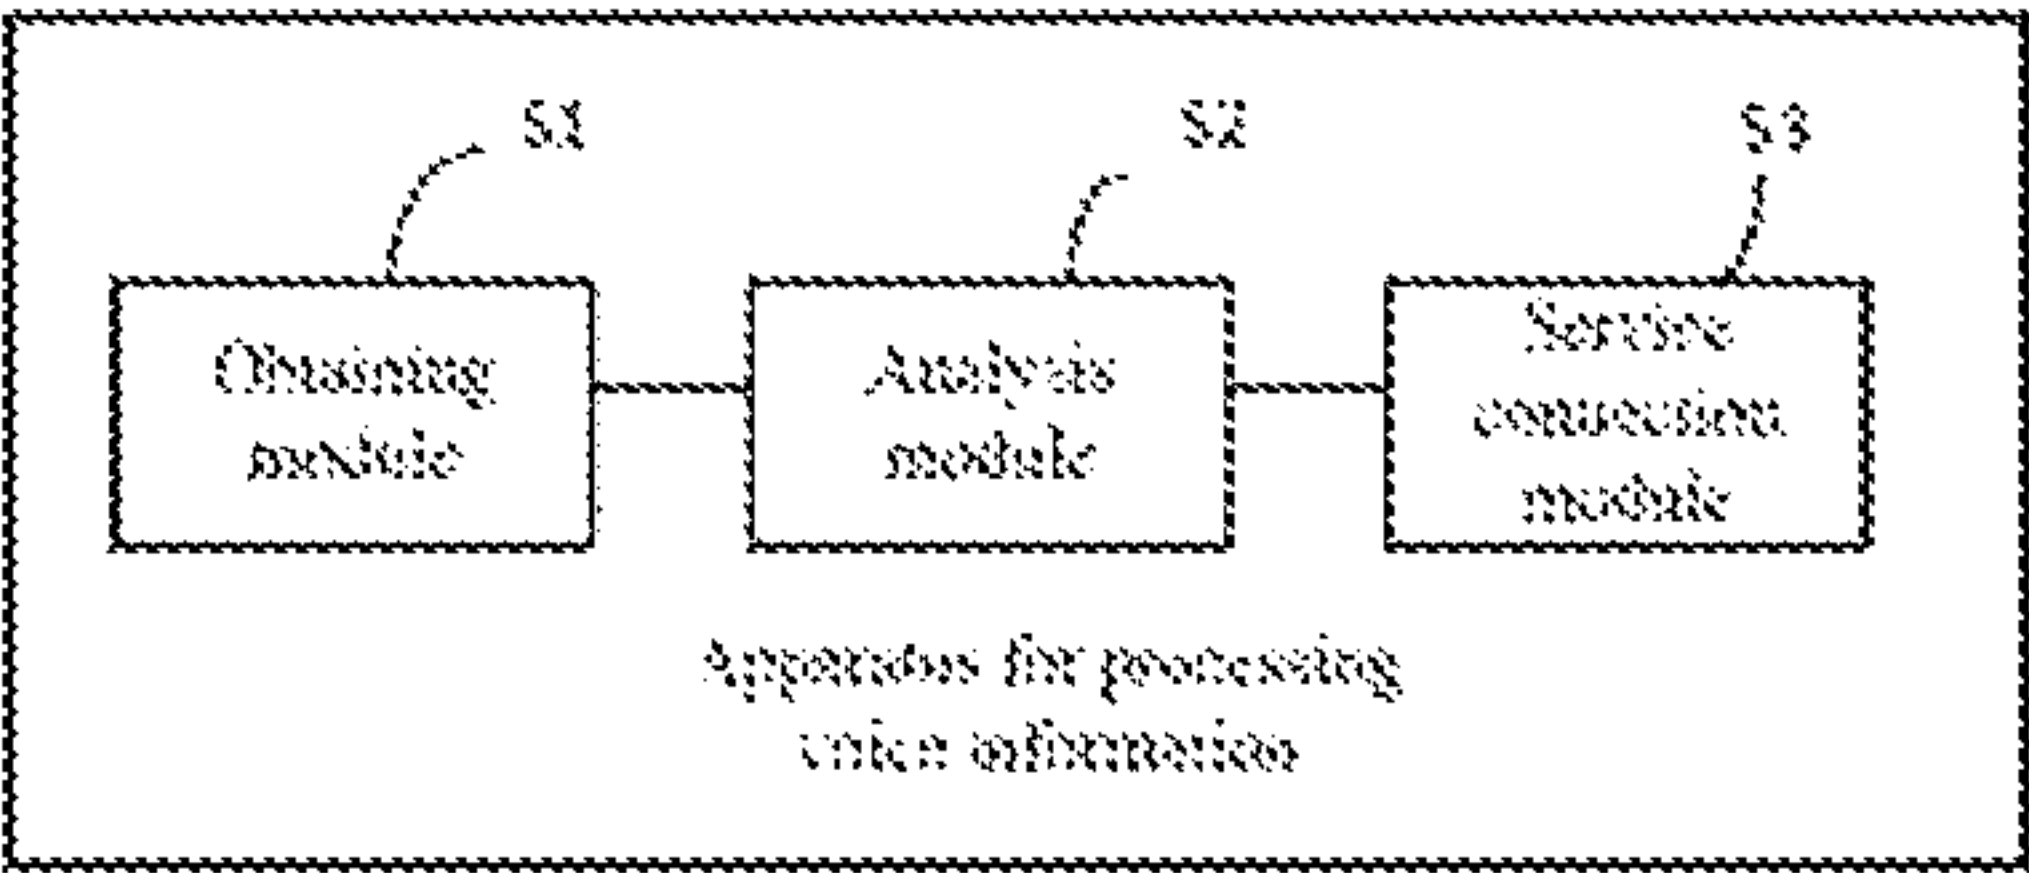 S1
S2
S3
Obtaining
module
Analysis
module
Service
connection
module
Apparatus for processing
voice information